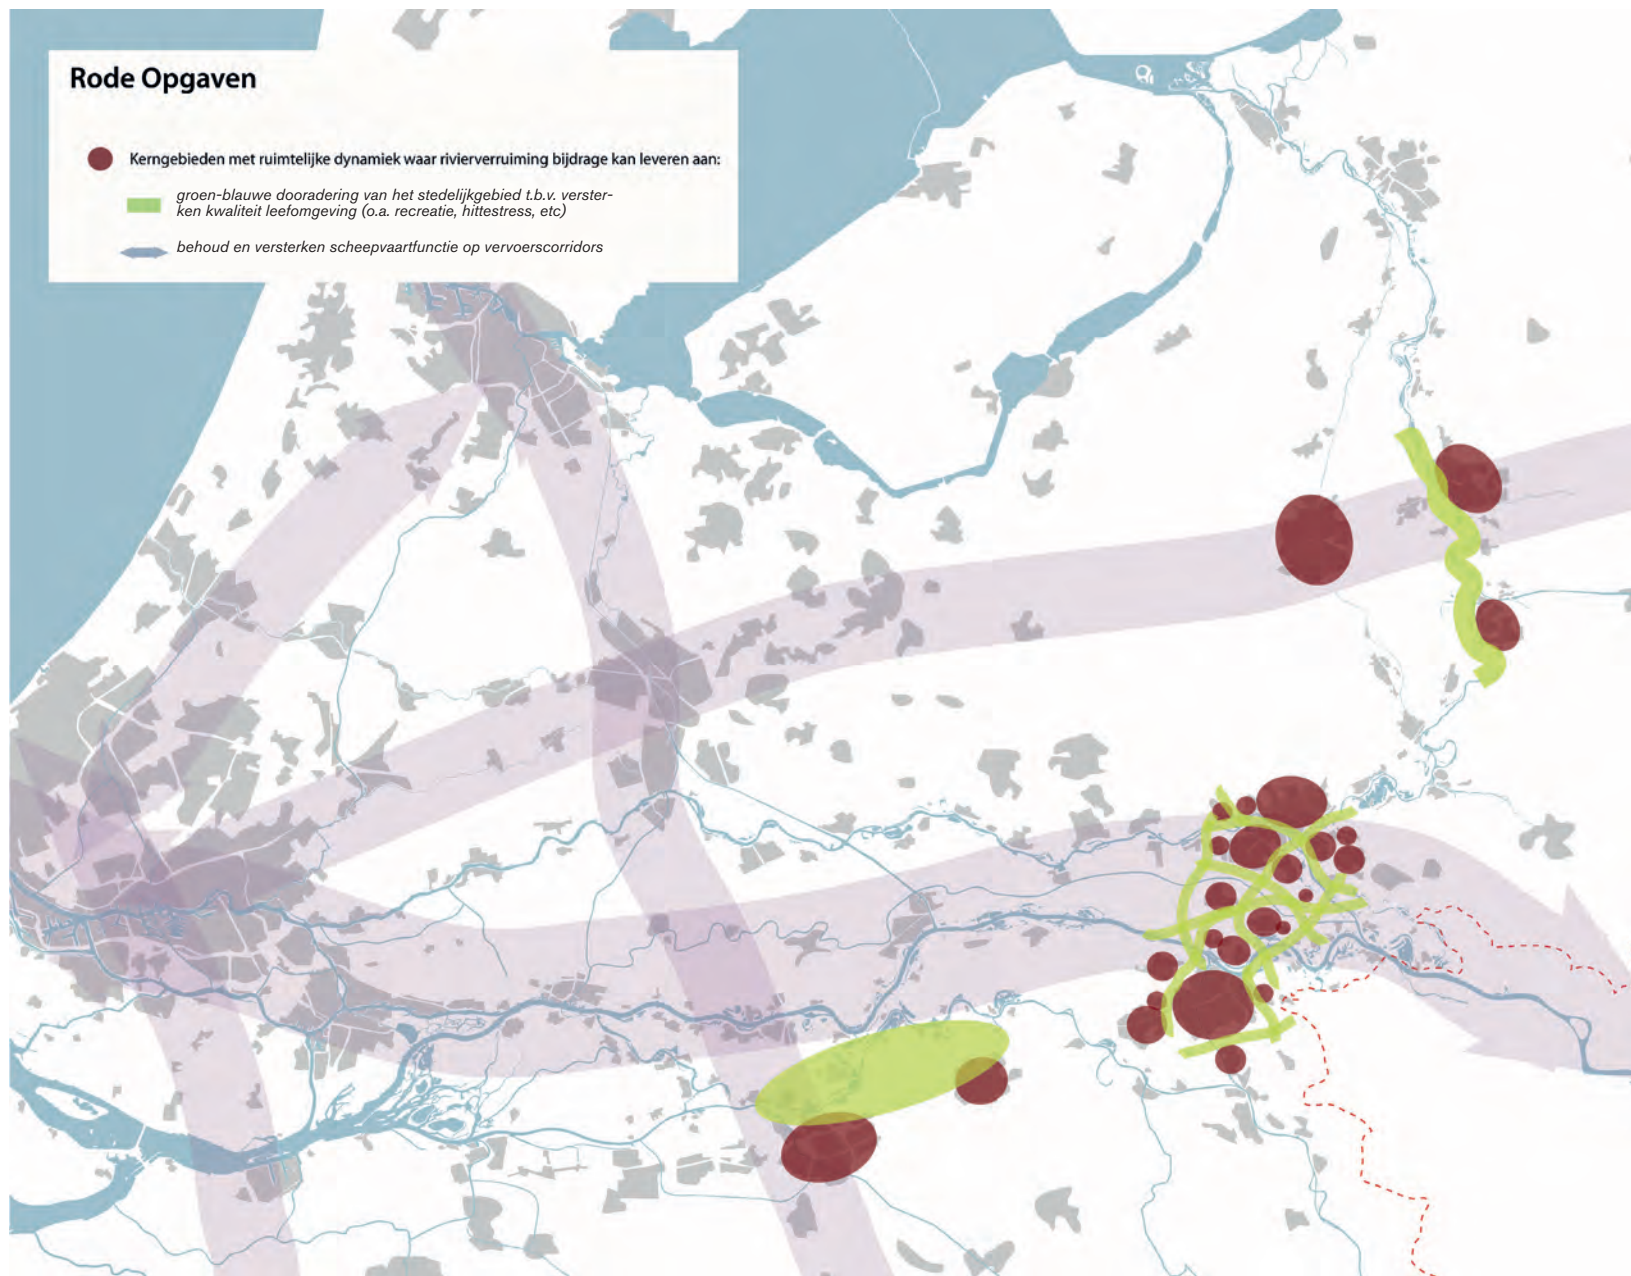 Rode Opgaven
Kerngebieden met ruimtelijke dynamiek waar rivierverruiming bijdrage kan leveren aan:
groen-blauwe dooradering van het stedelijkgebied t.b.v. verster-
ken kwaliteit leefomgeving (o.a. recreatie, hittestress, etc)
behoud en versterken scheepvaartfunctie op vervoerscorridors